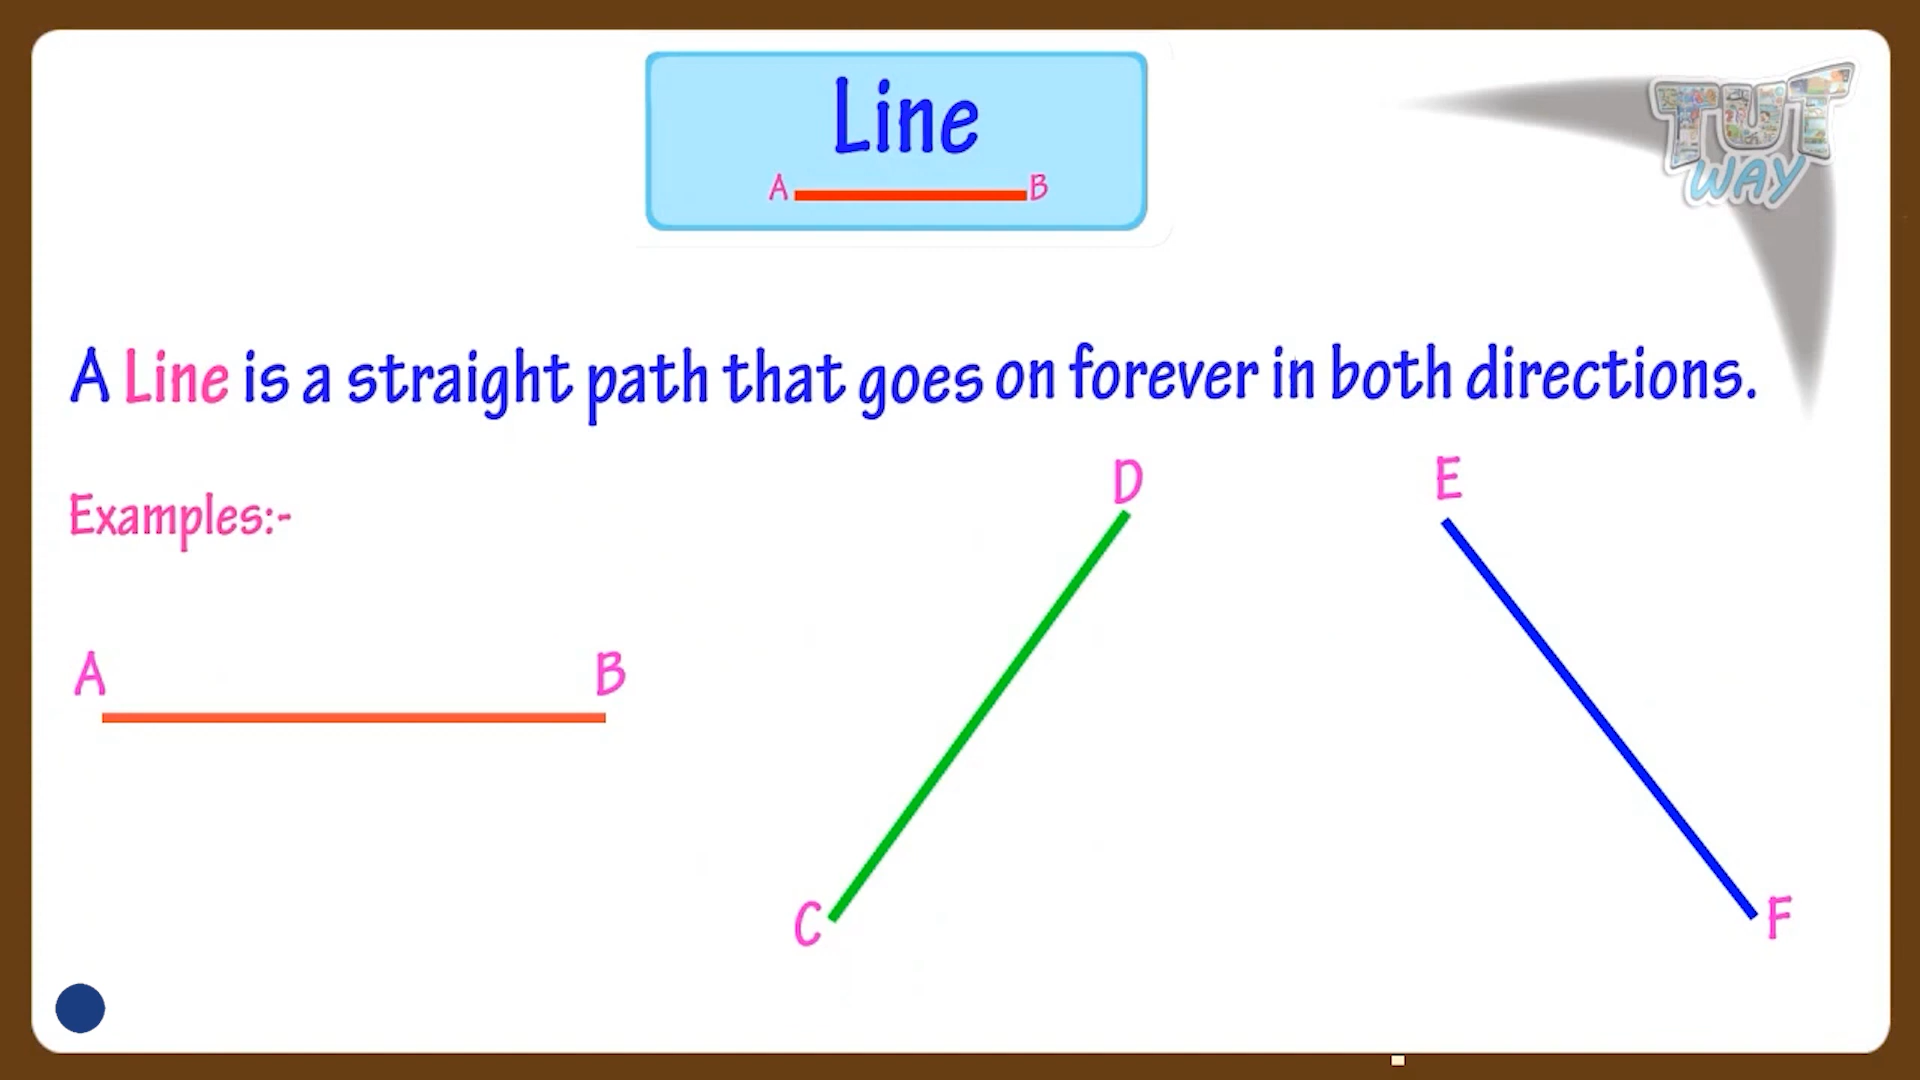 Line
A B
TUT
WAY
A Line is a straight path that goes on forever in both directions.
D E
Examples:-
A B
C F